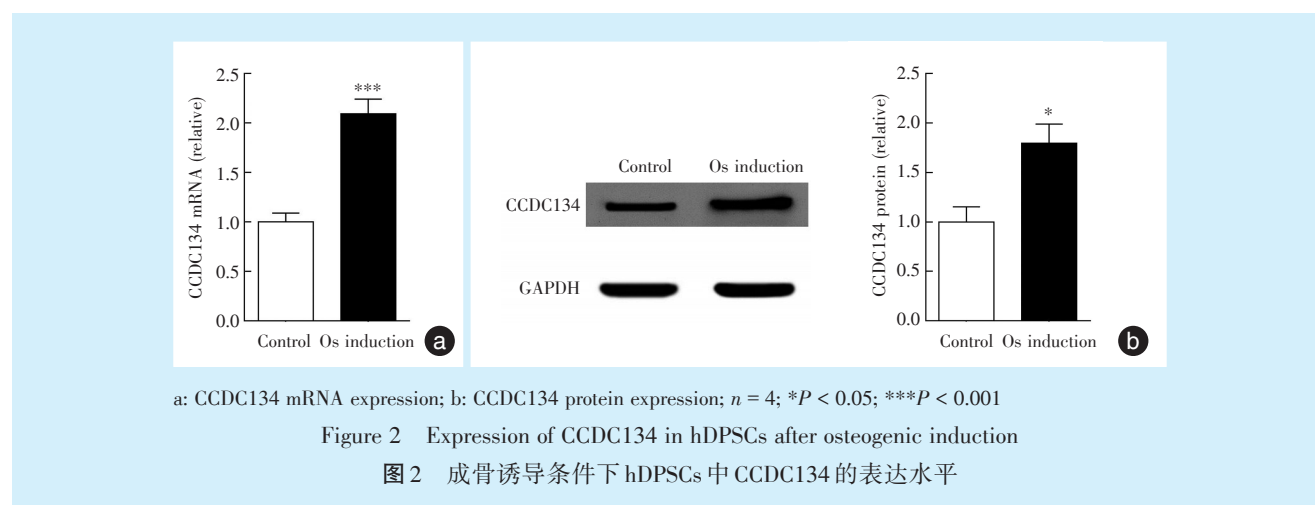 CCDC134 mRNA (relative)
2.5
2.0
1.5
1.0
0.5
0.0
***
Control Os induction
a
Control Os induction
CCDC134
GAPDH
CCDC134 protein (relative)
2.5
2.0
1.5
1.0
0.5
0.0
*
Control Os induction
b
a: CCDC134 mRNA expression; b: CCDC134 protein expression; n = 4; *P < 0.05; ***P < 0.001
Figure 2 Expression of CCDC134 in hDPSCs after osteogenic induction
图2 成骨诱导条件下hDPSCs中CCDC134的表达水平